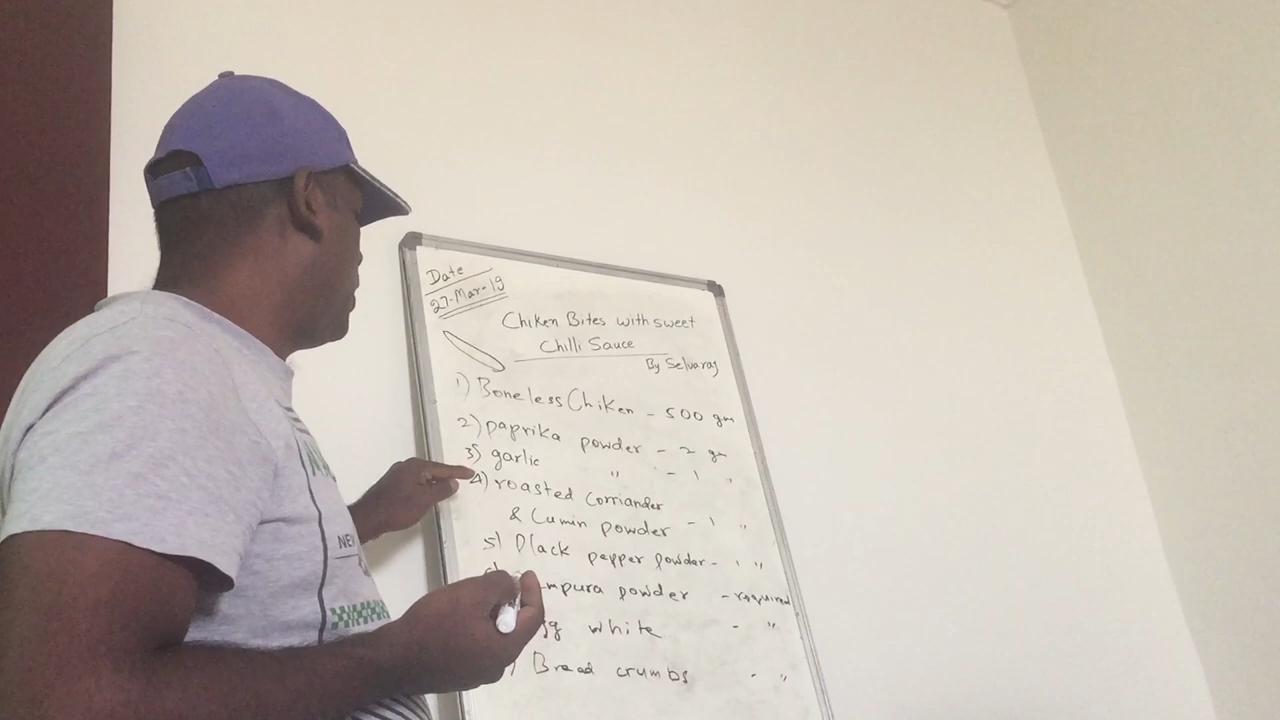 Date
27-Mar-19
Chiken Bites with sweet
Chilli Sauce
By Selvaraj
1) Boneless Chiken - 500 gm
2) paprika powder - 2 gm
3) garlic " - 1 "
4) roasted Corriander
& Cumin powder - 1 "
5) Black pepper powder - 1 "
powder - required
white - "
Bread crumbs - "
NE